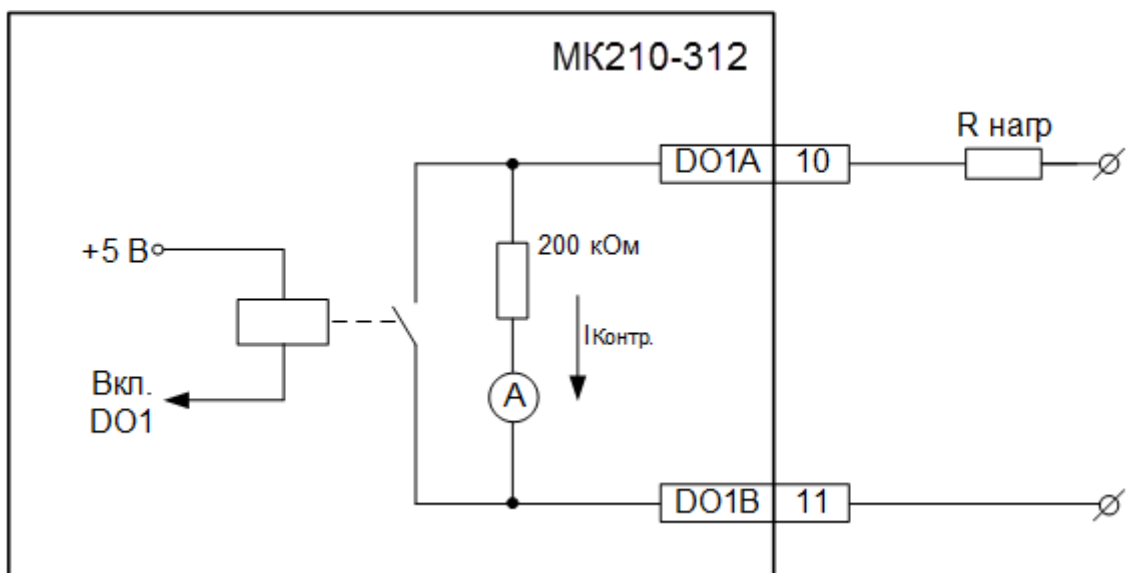 МК210-312
R нагр
DO1A 10
200 кОм
+5 В
Iконтр.
A
Вкл.
DO1
DO1B 11